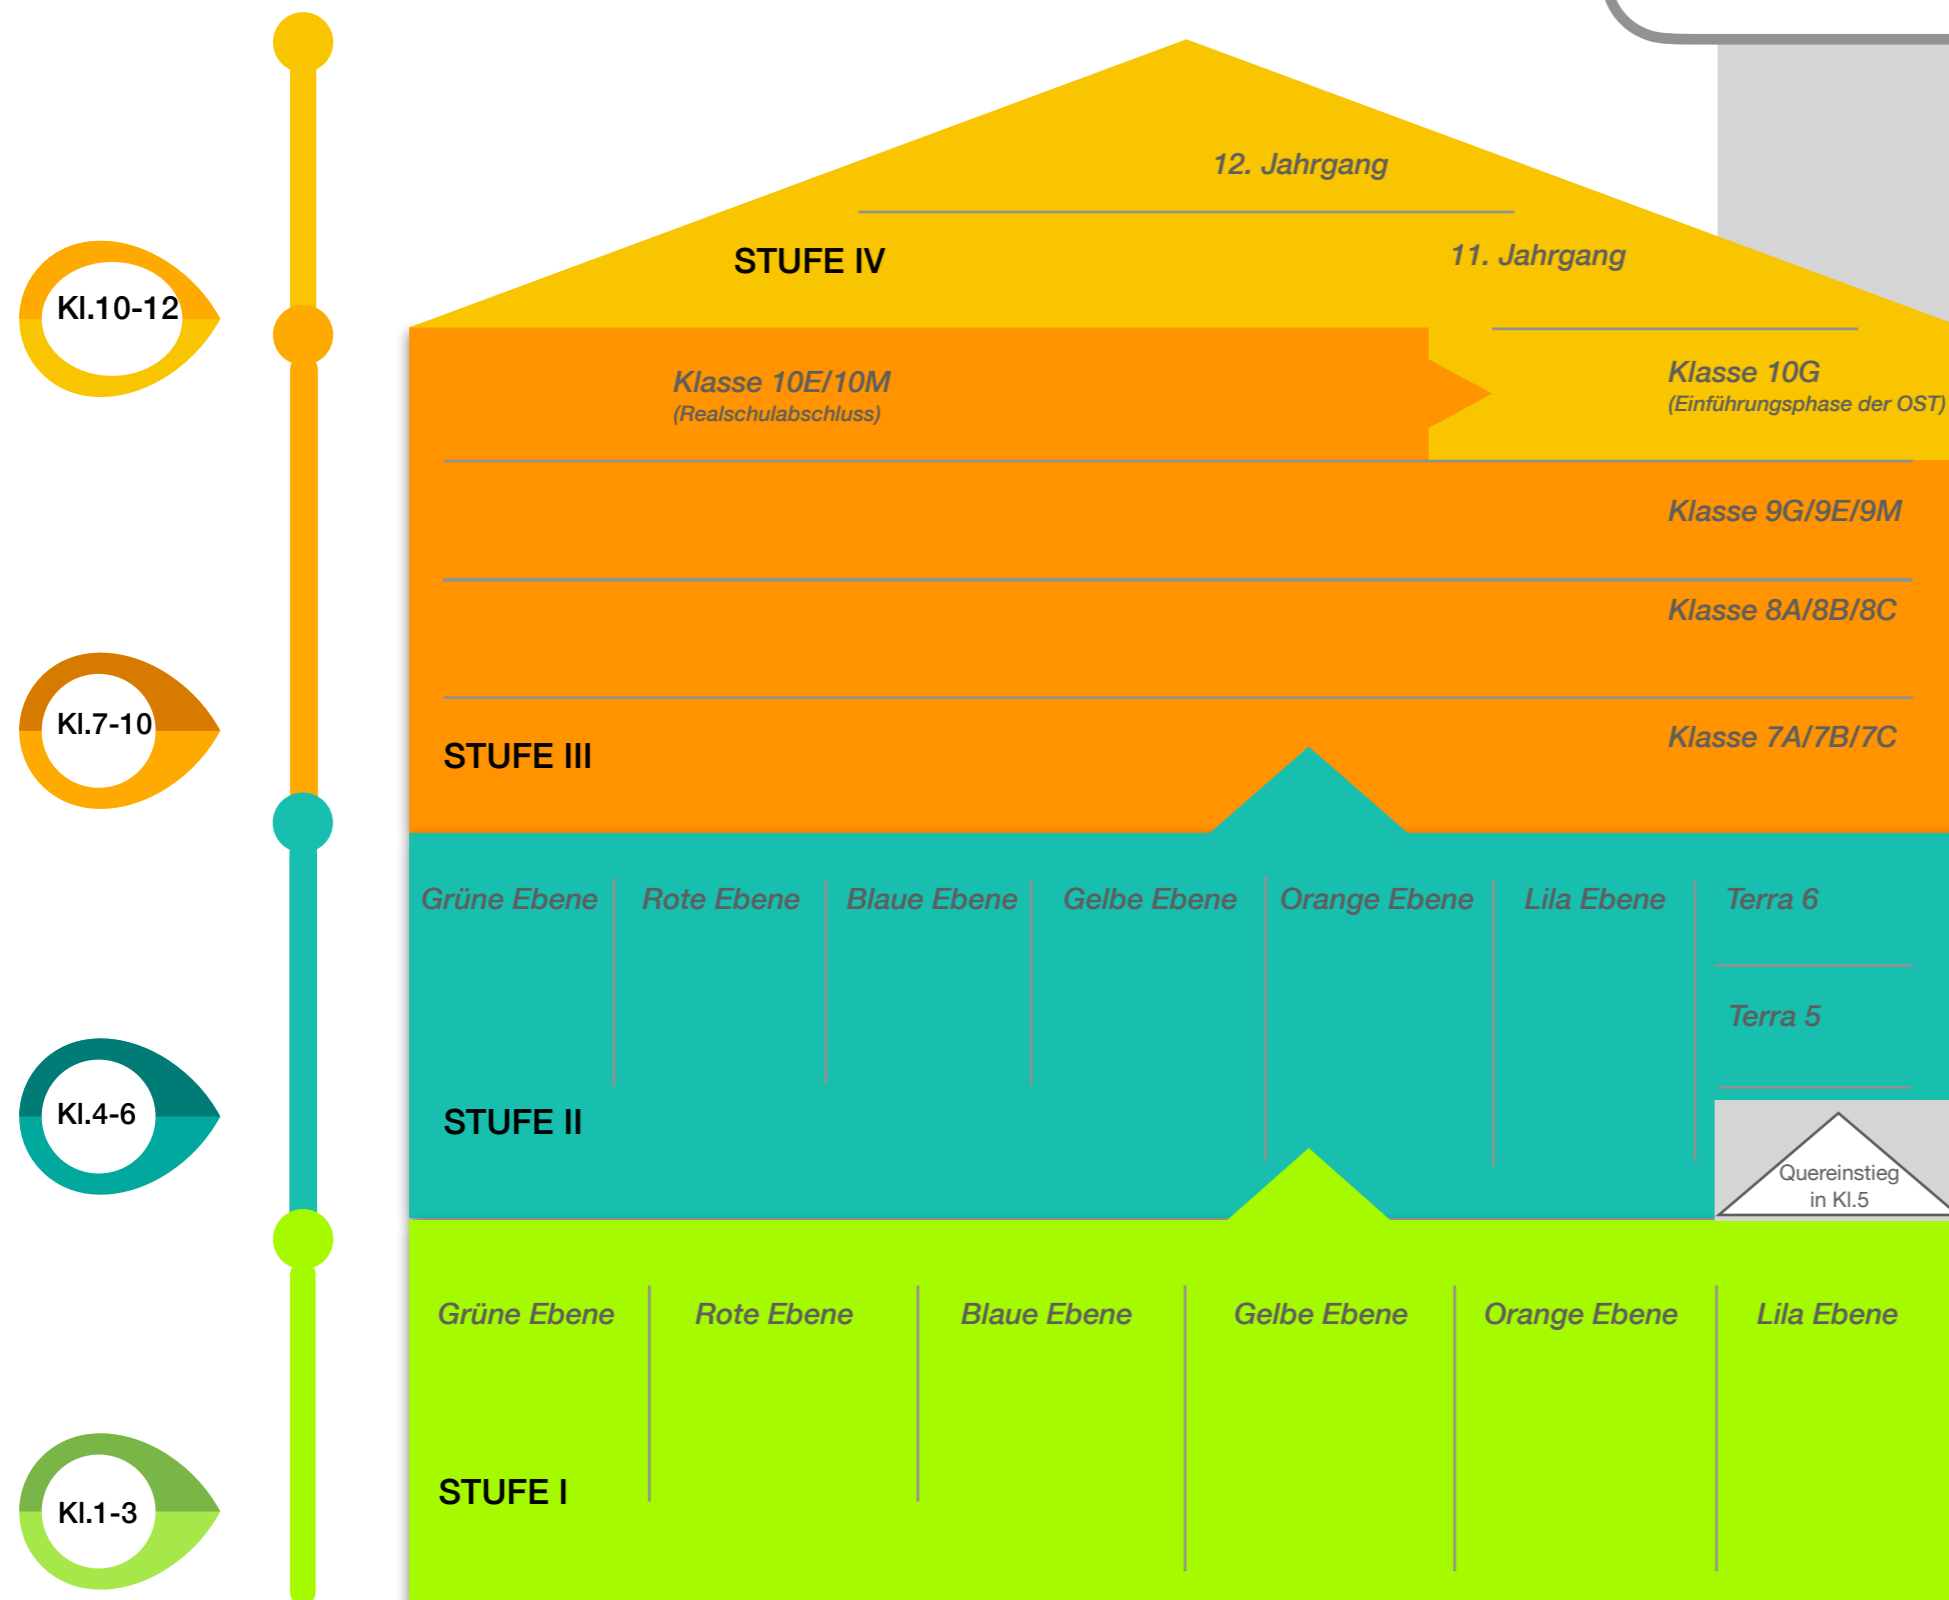 12. Jahrgang
STUFE IV
11. Jahrgang
Kl.10-12
Klasse 10E/10M
(Realschulabschluss)
Klasse 10G
(Einführungsphase der OST)
Klasse 9G/9E/9M
Klasse 8A/8B/8C
Kl.7-10
STUFE III
Klasse 7A/7B/7C
Grüne Ebene
Rote Ebene
Blaue Ebene
Gelbe Ebene
Orange Ebene
Lila Ebene
Terra 6
Terra 5
Kl.4-6
STUFE II
Quereinstieg
in Kl.5
Grüne Ebene
Rote Ebene
Blaue Ebene
Gelbe Ebene
Orange Ebene
Lila Ebene
STUFE I
Kl.1-3